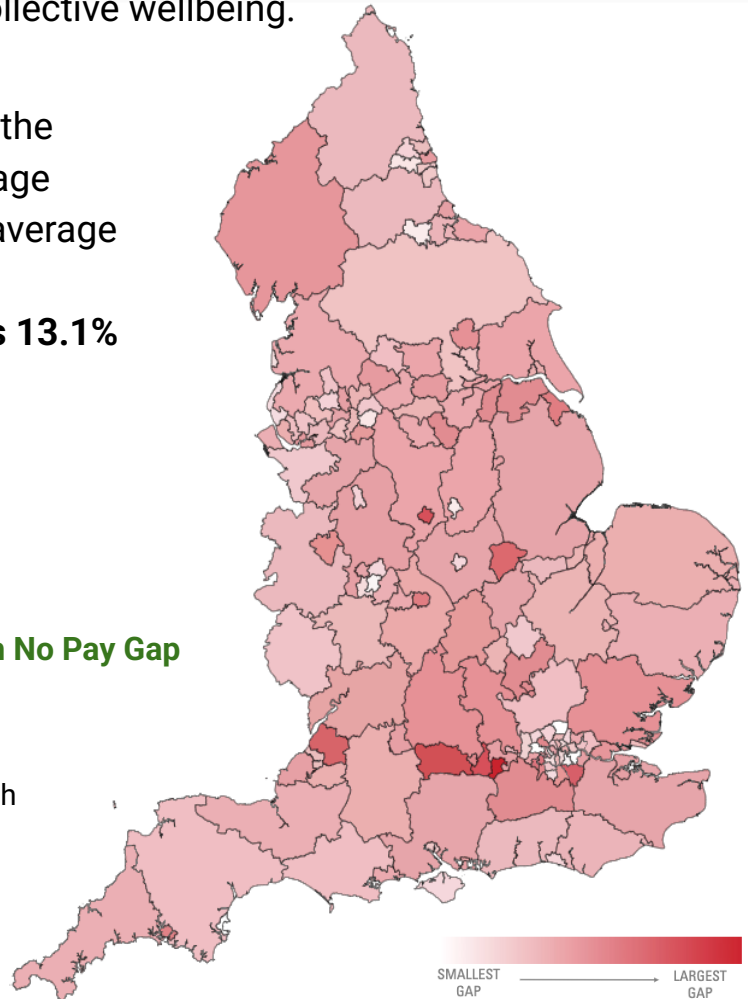 ollective wellbeing.
the
age
average
s 13.1%
n No Pay Gap
h
SMALLEST
GAP
LARGEST
GAP